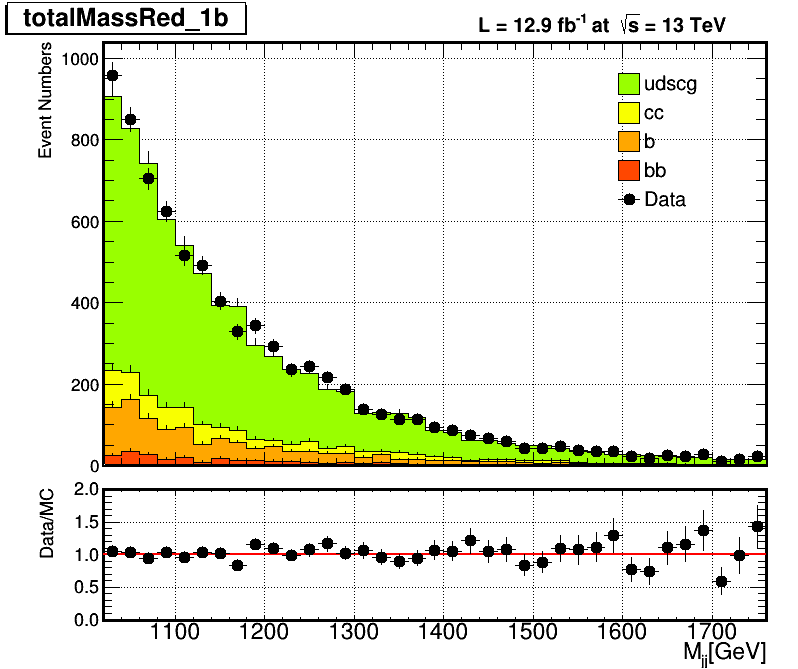 totalMassRed_1b
L = 12.9 fb⁻¹ at √s = 13 TeV
Event Numbers
1000
800
600
400
200
0
udscg
cc
b
bb
Data
Data/MC
2.0
1.5
1.0
0.5
0.0
1100 1200 1300 1400 1500 1600 1700
Mjj[GeV]